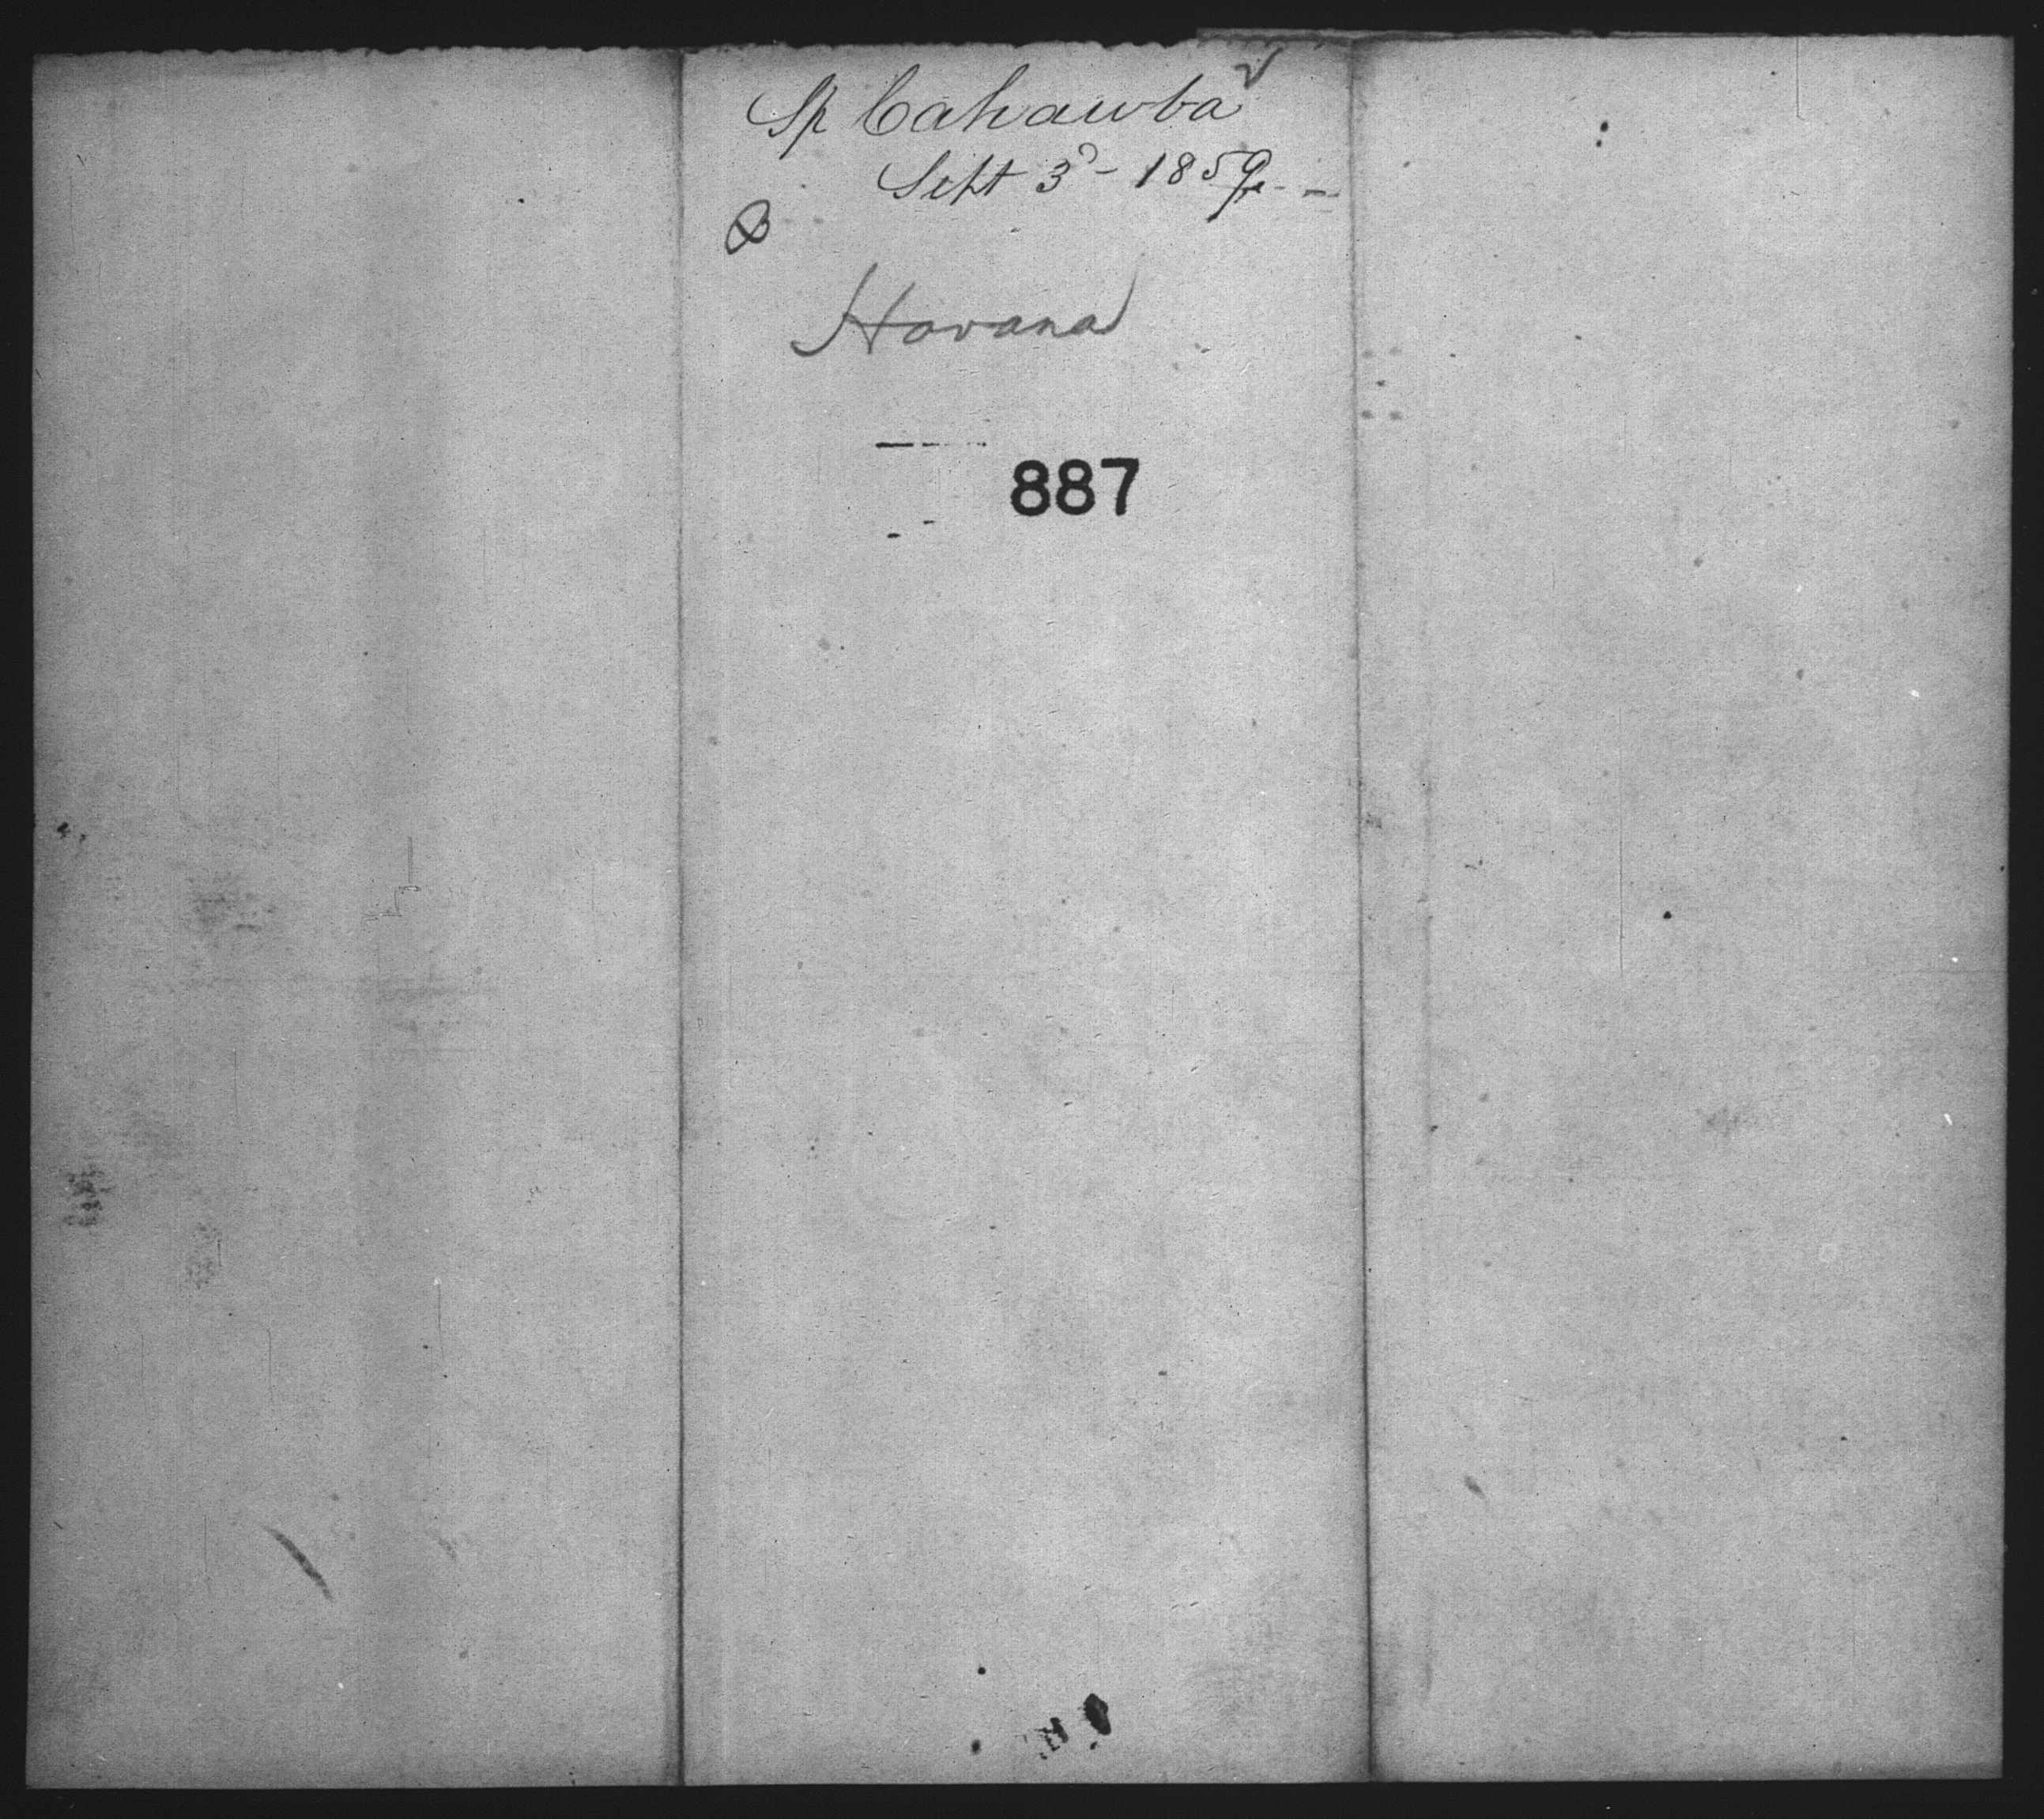 Sp Cahawba
Sept 3d - 1859 - -
Havana
887